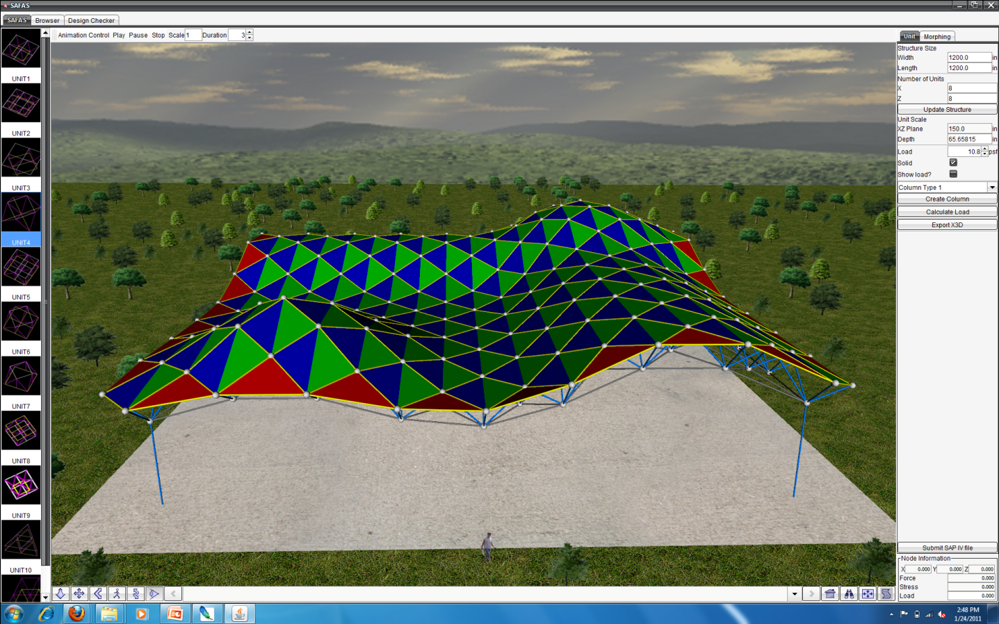 SAFAS
SAFAS Browser Design Checker
Animation Control Play Pause Stop Scale 1 Duration 3
UNIT1
UNIT2
UNIT3
UNIT4
UNIT5
UNIT6
UNIT7
UNIT8
UNIT9
UNIT10
Unit Morphing
Structure Size
Width 1200.0 in
Length 1200.0 in
Number of Units
X 8
Z 8
Update Structure
Unit Scale
XZ Plane 150.0 in
Depth 65.65815 in
Load 10.8 psf
Solid
Show load?
Column Type 1
Create Column
Calculate Load
Export X3D
Submit SAP IV file
Node Information
X 0.000 Y 0.000 Z 0.000
Force 0.000
Stress 0.000
Load 0.000
2:48 PM
1/24/2011